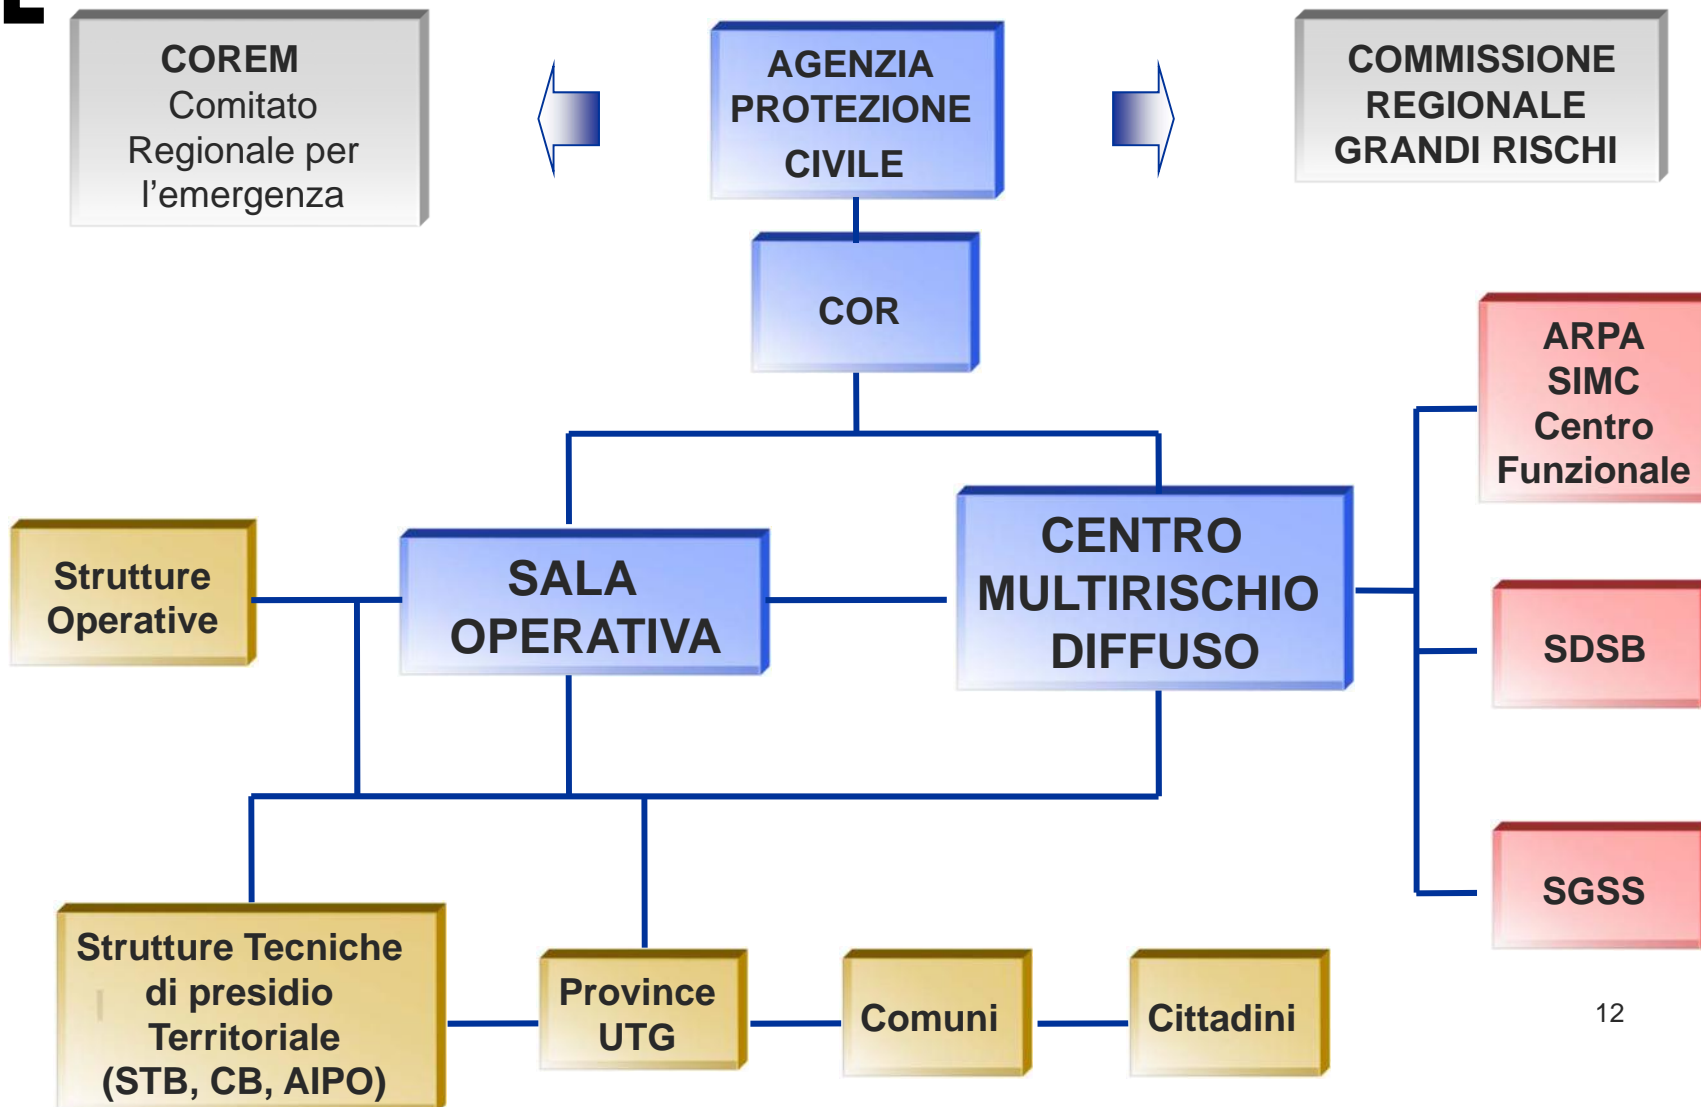 COREM
Comitato
Regionale per
l'emergenza
AGENZIA
PROTEZIONE
CIVILE
COMMISSIONE
REGIONALE
GRANDI RISCHI
COR
ARPA
SIMC
Centro
Funzionale
Strutture
Operative
SALA
OPERATIVA
CENTRO
MULTIRISCHIO
DIFFUSO
SDSB
SGSS
Strutture Tecniche
di presidio
Territoriale
(STB, CB, AIPO)
Province
UTG
Comuni
Cittadini
12